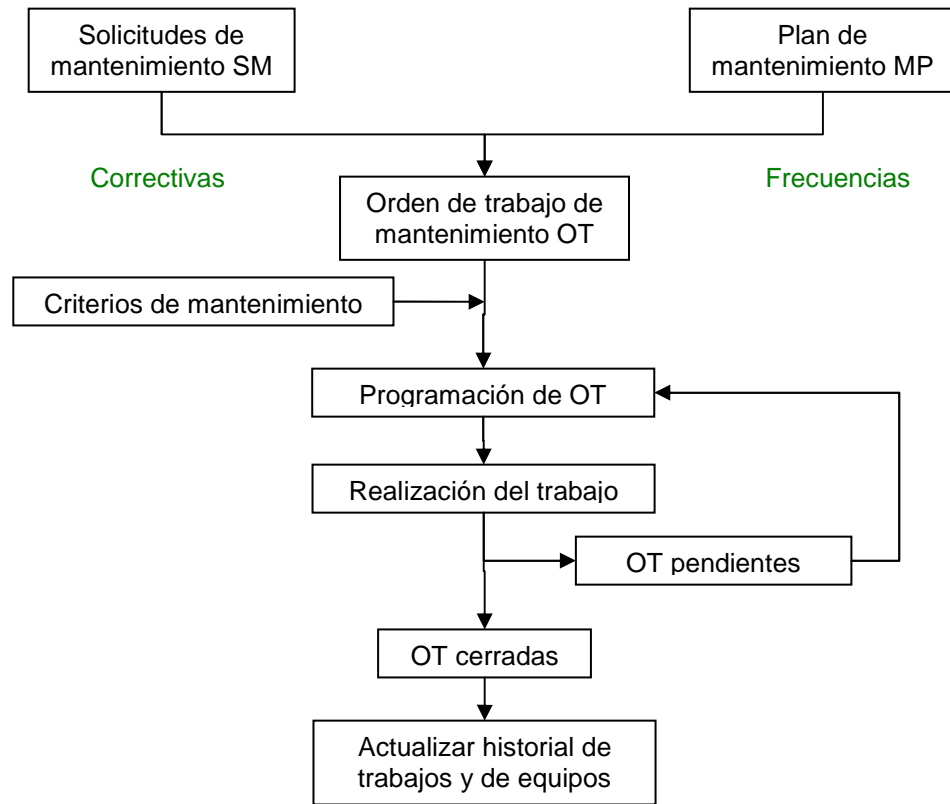 Solicitudes de
mantenimiento SM
Plan de
mantenimiento MP
Correctivas
Frecuencias
Orden de trabajo de
mantenimiento OT
Criterios de mantenimiento
Programación de OT
Realización del trabajo
OT pendientes
OT cerradas
Actualizar historial de
trabajos y de equipos